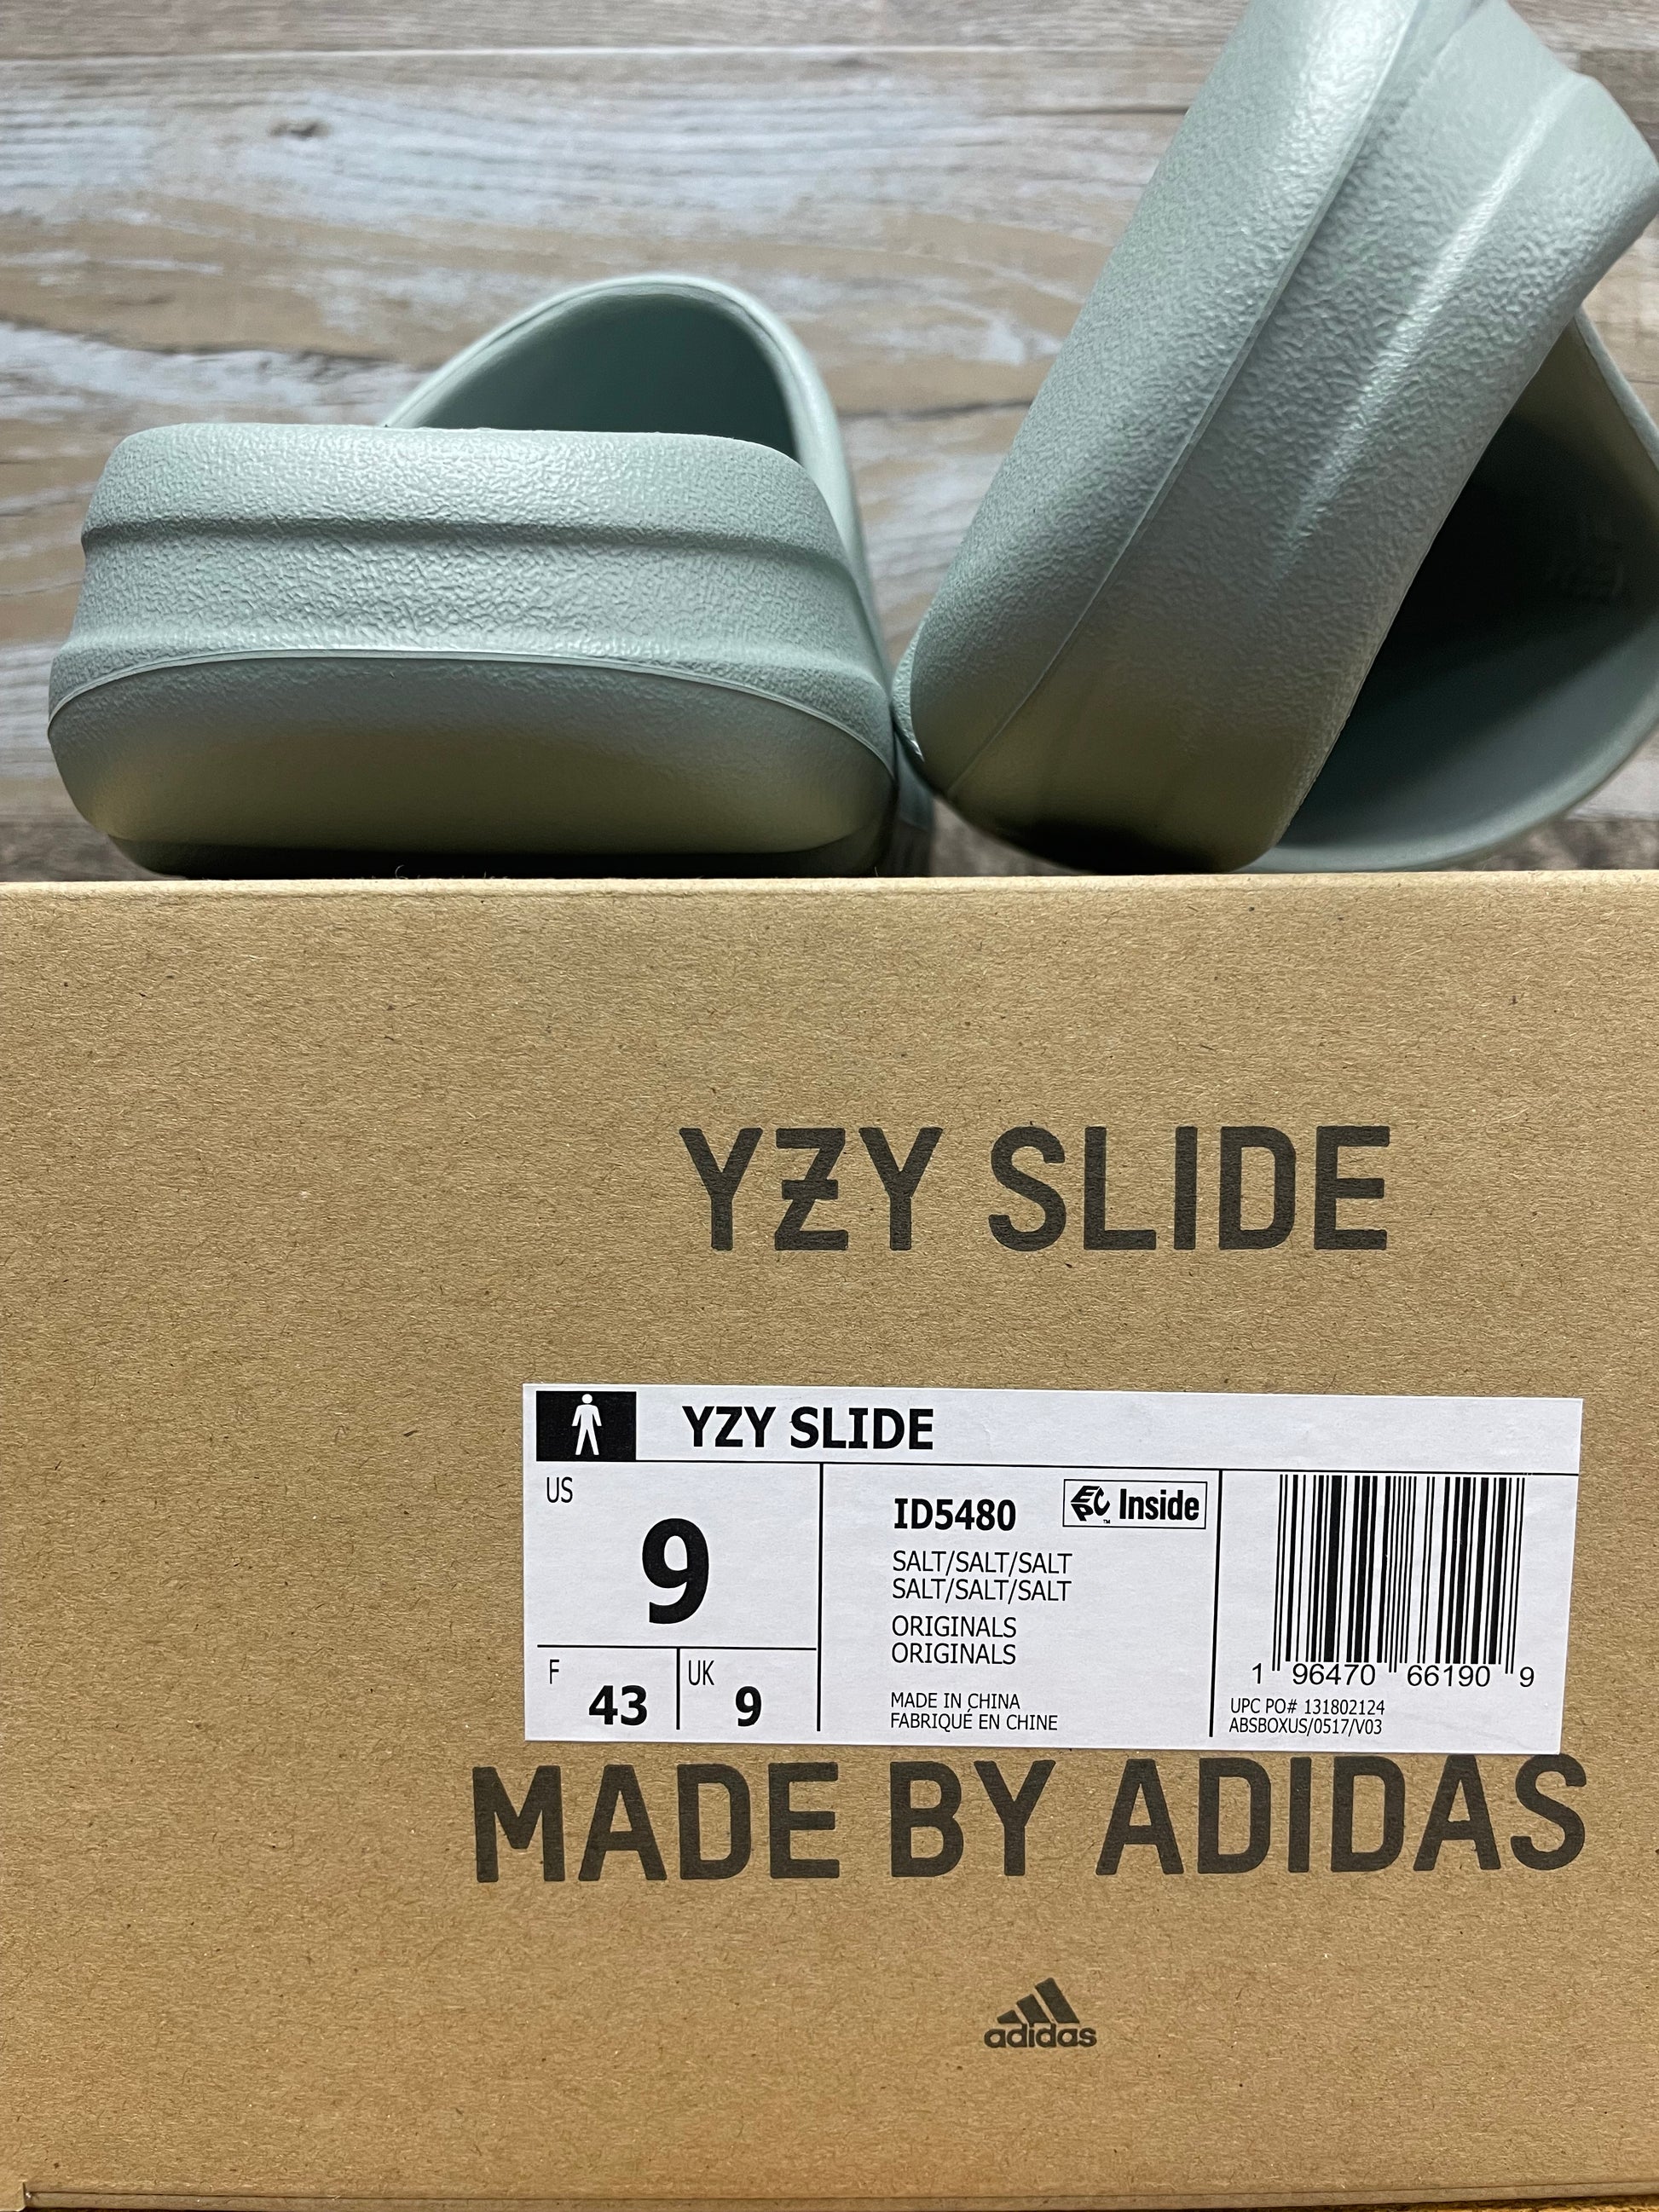 YZY SLIDE
YZY SLIDE
US
9
F
43
UK
9
ID5480
EPC™ Inside
SALT/SALT/SALT
SALT/SALT/SALT
ORIGINALS
ORIGINALS
MADE IN CHINA
FABRIQUÉ EN CHINE
1 96470 66190 9
UPC PO# 131802124
ABSBOXUS/0517/V03
MADE BY ADIDAS
adidas